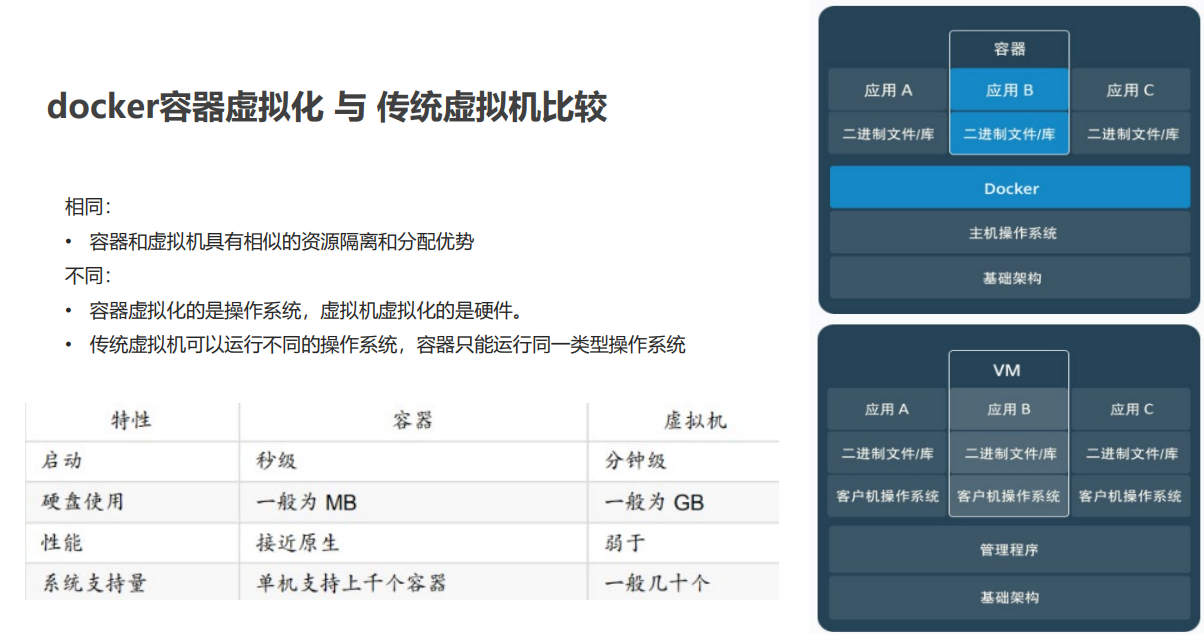 docker容器虚拟化 与 传统虚拟机比较
相同：
• 容器和虚拟机具有相似的资源隔离和分配优势
不同：
• 容器虚拟化的是操作系统，虚拟机虚拟化的是硬件。
• 传统虚拟机可以运行不同的操作系统，容器只能运行同一类型操作系统
特性 容器 虚拟机
启动 秒级 分钟级
硬盘使用 一般为 MB 一般为 GB
性能 接近原生 弱于
系统支持量 单机支持上千个容器 一般几十个
容器
应用 A 应用 B 应用 C
二进制文件/库 二进制文件/库 二进制文件/库
Docker
主机操作系统
基础架构
VM
应用 A 应用 B 应用 C
二进制文件/库 二进制文件/库 二进制文件/库
客户机操作系统 客户机操作系统 客户机操作系统
管理程序
基础架构